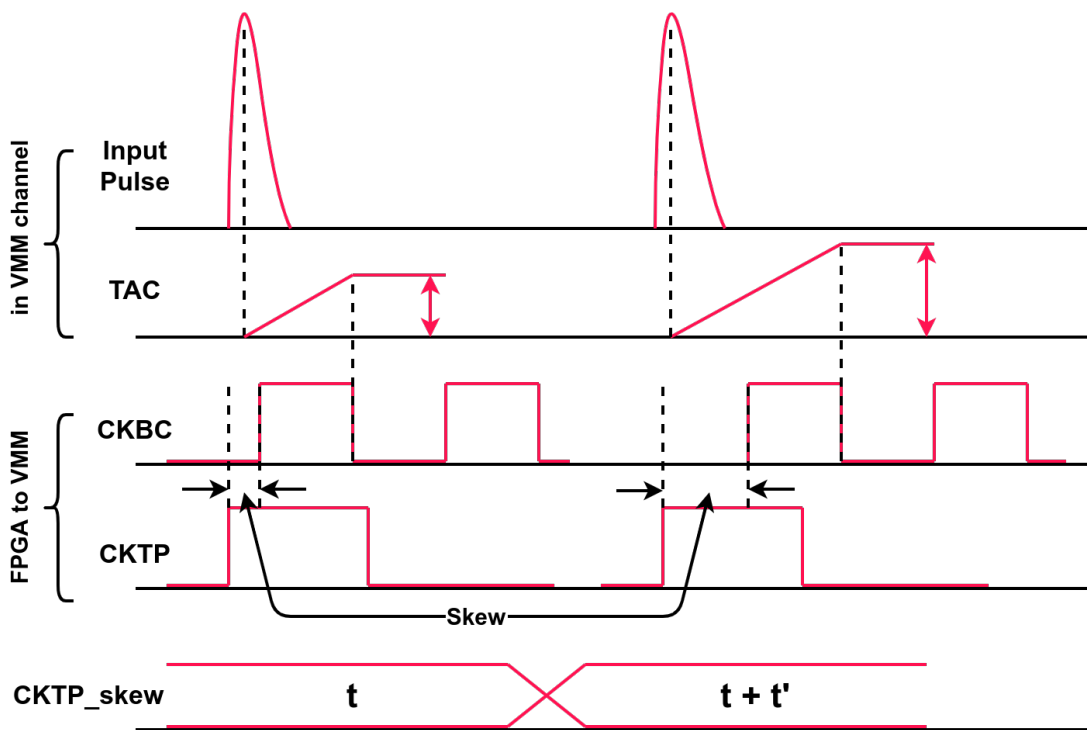 in VMM channel
Input
Pulse
TAC
FPGA to VMM
CKBC
CKTP
Skew
CKTP_skew
t
t + t'